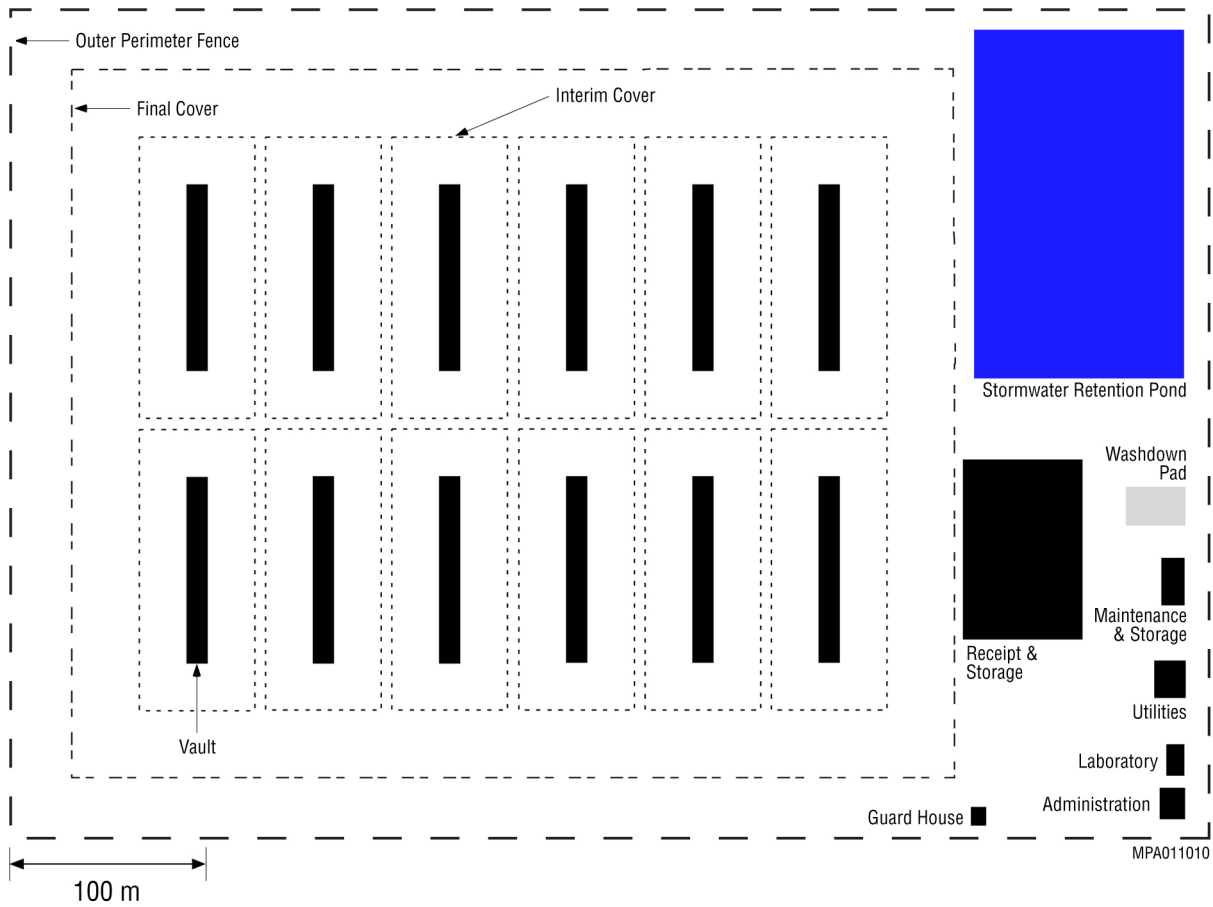 Outer Perimeter Fence
Final Cover
Interim Cover
Stormwater Retention Pond
Washdown
Pad
Maintenance
& Storage
Receipt &
Storage
Utilities
Vault
Laboratory
Administration
Guard House
MPA011010
100 m